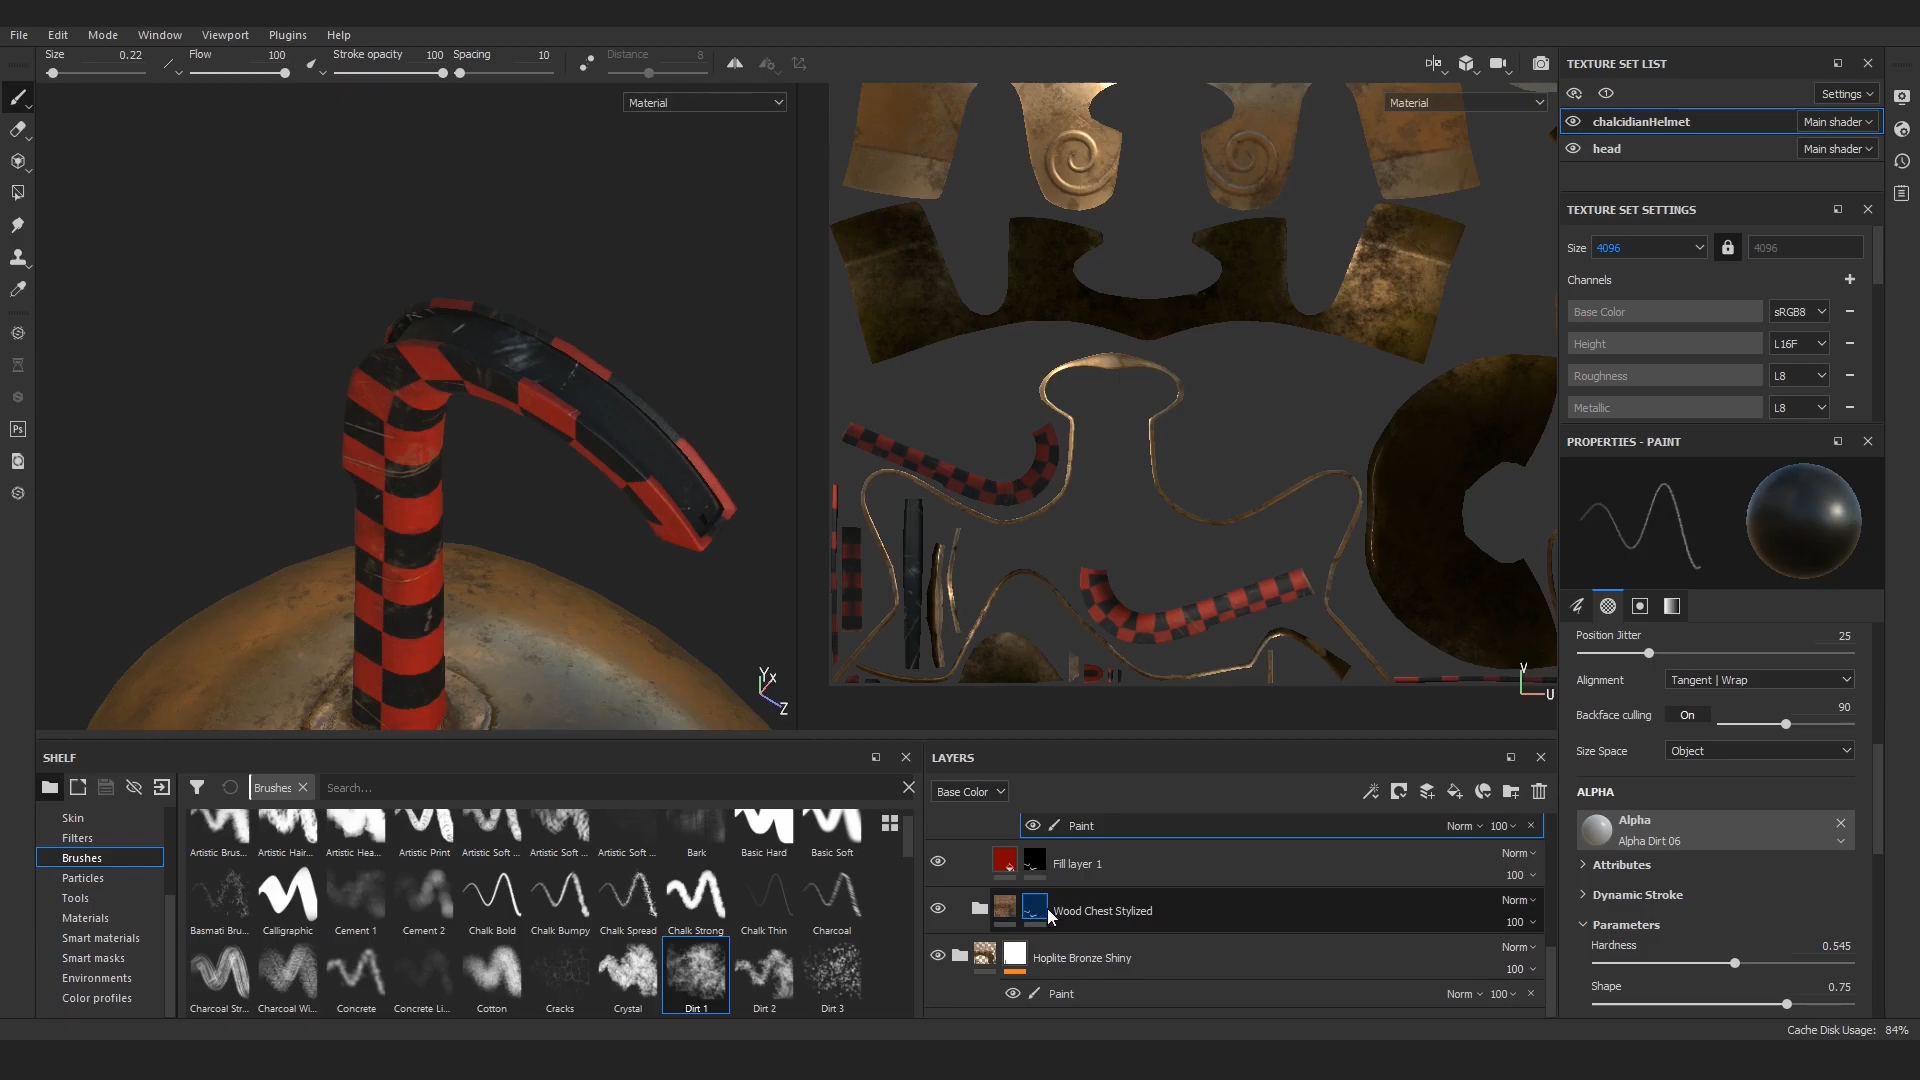 File Edit Mode Window Viewport Plugins Help
Size 0.22 Flow 100 Stroke opacity 100 Spacing 10 Distance 8
Material
Material
Yx
Z
V
U
Ps
TEXTURE SET LIST
Settings
chalcidianHelmet Main shader
head Main shader
TEXTURE SET SETTINGS
Size 4096 4096
Channels
Base Color sRGB8
Height L16F
Roughness L8
Metallic L8
PROPERTIES - PAINT
Position Jitter 25
Alignment Tangent | Wrap
Backface culling On 90
Size Space Object
ALPHA
Alpha
Alpha Dirt 06
Attributes
Dynamic Stroke
Parameters
Hardness 0.545
Shape 0.75
SHELF
Brushes Search...
Skin
Filters
Brushes
Particles
Tools
Materials
Smart materials
Smart masks
Environments
Color profiles
Artistic Brus... Artistic Hair... Artistic Hea... Artistic Print Artistic Soft ... Artistic Soft ... Artistic Soft ... Bark Basic Hard Basic Soft
Basmati Bru... Calligraphic Cement 1 Cement 2 Chalk Bold Chalk Bumpy Chalk Spread Chalk Strong Chalk Thin Charcoal
Charcoal Str... Charcoal Wi... Concrete Concrete Li... Cotton Cracks Crystal Dirt 1 Dirt 2 Dirt 3
LAYERS
Base Color
Paint Norm 100
Fill layer 1 Norm 100
Wood Chest Stylized Norm 100
Hoplite Bronze Shiny Norm 100
Paint Norm 100
Cache Disk Usage: 84%